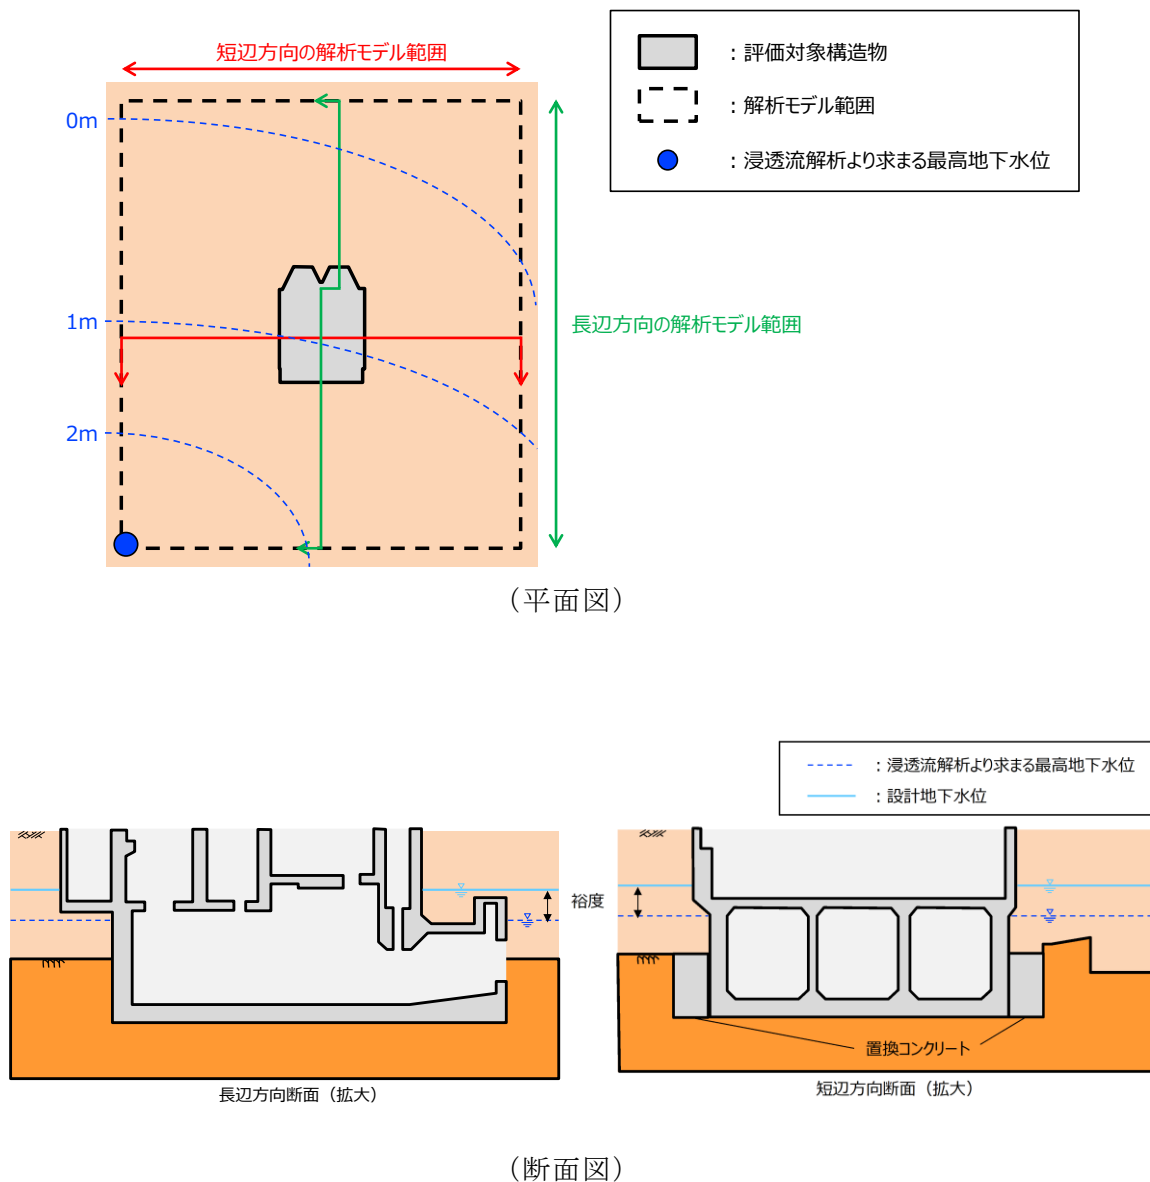 短辺方向の解析モデル範囲
：評価対象構造物
：解析モデル範囲
：浸透流解析より求まる最高地下水位
0m
1m
長辺方向の解析モデル範囲
2m
（平面図）
：浸透流解析より求まる最高地下水位
：設計地下水位
裕度
置換コンクリート
長辺方向断面（拡大）
短辺方向断面（拡大）
（断面図）